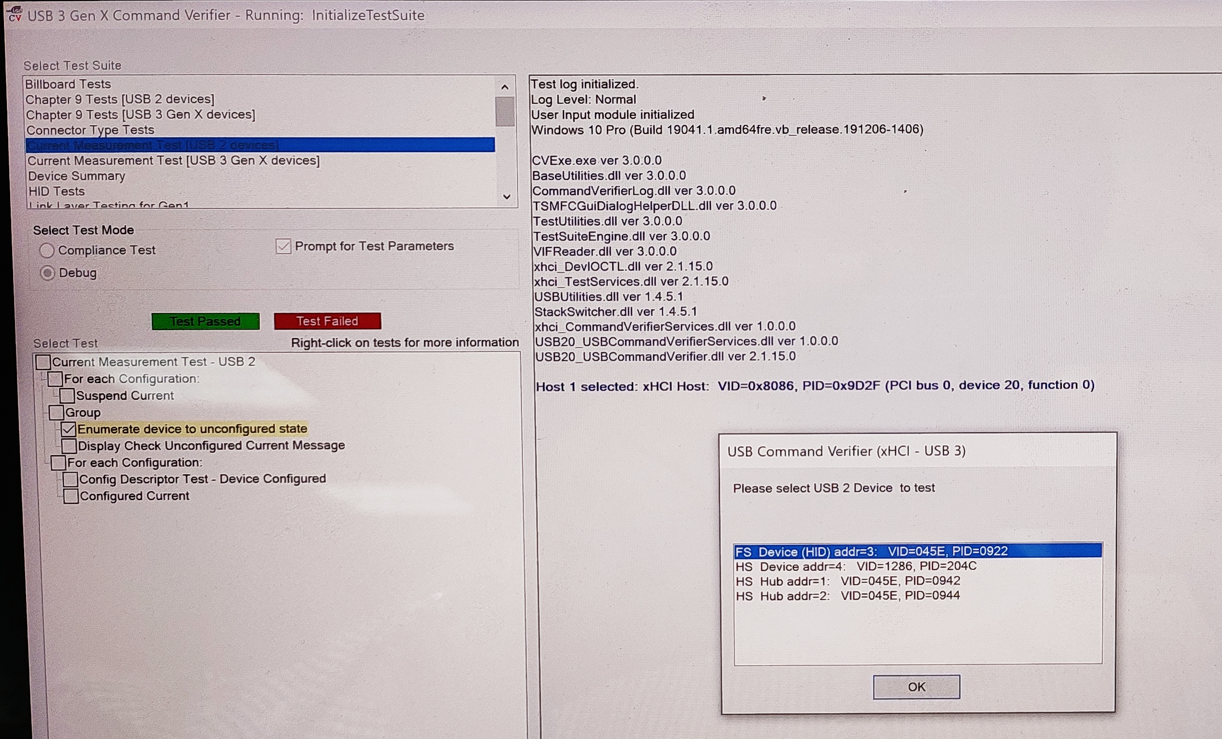 CV USB 3 Gen X Command Verifier - Running: InitializeTestSuite
Select Test Suite
Billboard Tests
Chapter 9 Tests [USB 2 devices]
Chapter 9 Tests [USB 3 Gen X devices]
Connector Type Tests
Current Measurement Test [USB 2 devices]
Current Measurement Test [USB 3 Gen X devices]
Device Summary
HID Tests
Link Layer Testing for Gen1
Select Test Mode
Compliance Test
Prompt for Test Parameters
Debug
Test Passed
Test Failed
Select Test
Right-click on tests for more information
Current Measurement Test - USB 2
For each Configuration:
Suspend Current
Group
Enumerate device to unconfigured state
Display Check Unconfigured Current Message
For each Configuration:
Config Descriptor Test - Device Configured
Configured Current
Test log initialized.
Log Level: Normal
User Input module initialized
Windows 10 Pro (Build 19041.1.amd64fre.vb_release.191206-1406)
CVExe.exe ver 3.0.0.0
BaseUtilities.dll ver 3.0.0.0
CommandVerifierLog.dll ver 3.0.0.0
TSMFCGuiDialogHelperDLL.dll ver 3.0.0.0
TestUtilities.dll ver 3.0.0.0
TestSuiteEngine.dll ver 3.0.0.0
VIFReader.dll ver 3.0.0.0
xhci_DevIOCTL.dll ver 2.1.15.0
xhci_TestServices.dll ver 2.1.15.0
USBUtilities.dll ver 1.4.5.1
StackSwitcher.dll ver 1.4.5.1
xhci_CommandVerifierServices.dll ver 1.0.0.0
USB20_USBCommandVerifierServices.dll ver 1.0.0.0
USB20_USBCommandVerifier.dll ver 2.1.15.0
Host 1 selected: xHCI Host: VID=0x8086, PID=0x9D2F (PCI bus 0, device 20, function 0)
USB Command Verifier (xHCI - USB 3)
Please select USB 2 Device to test
FS Device (HID) addr=3: VID=045E, PID=0922
HS Device addr=4: VID=1286, PID=204C
HS Hub addr=1: VID=045E, PID=0942
HS Hub addr=2: VID=045E, PID=0944
OK